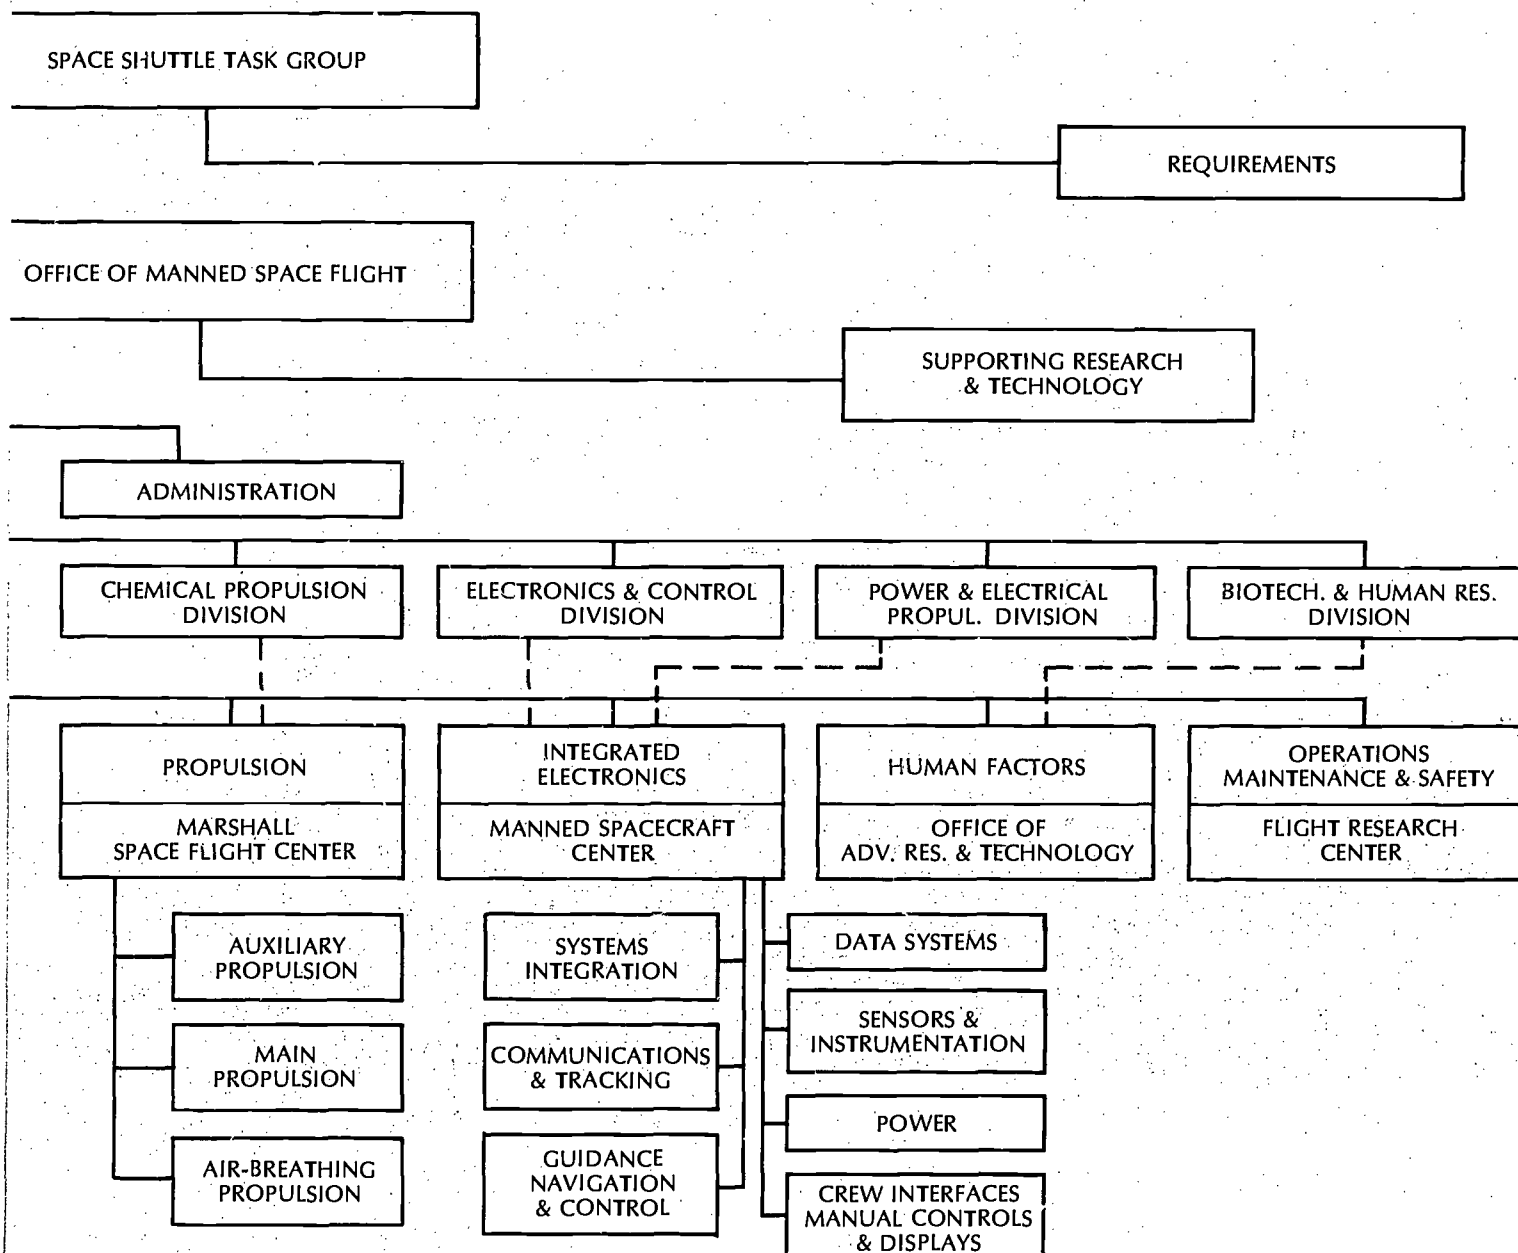 SPACE SHUTTLE TASK GROUP
REQUIREMENTS
OFFICE OF MANNED SPACE FLIGHT
SUPPORTING RESEARCH
& TECHNOLOGY
ADMINISTRATION
CHEMICAL PROPULSION
DIVISION
ELECTRONICS & CONTROL
DIVISION
POWER & ELECTRICAL
PROPUL. DIVISION
BIOTECH. & HUMAN RES.
DIVISION
PROPULSION
MARSHALL
SPACE FLIGHT CENTER
INTEGRATED
ELECTRONICS
MANNED SPACECRAFT
CENTER
HUMAN FACTORS
OFFICE OF
ADV. RES. & TECHNOLOGY
OPERATIONS
MAINTENANCE & SAFETY
FLIGHT RESEARCH
CENTER
AUXILIARY
PROPULSION
MAIN
PROPULSION
AIR-BREATHING
PROPULSION
SYSTEMS
INTEGRATION
COMMUNICATIONS
& TRACKING
GUIDANCE
NAVIGATION
& CONTROL
DATA SYSTEMS
SENSORS &
INSTRUMENTATION
POWER
CREW INTERFACES
MANUAL CONTROLS
& DISPLAYS